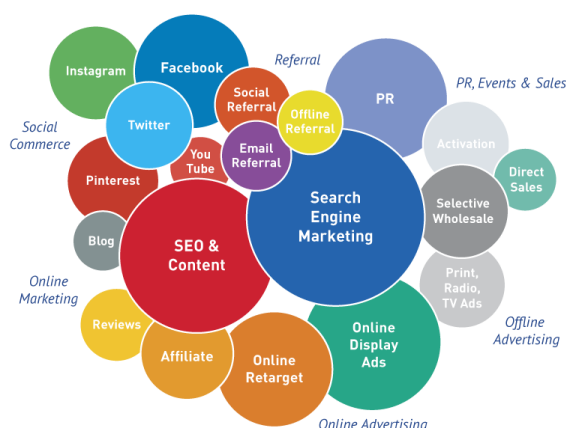 Instagram
Facebook
Referral
PR
PR, Events & Sales
Social
Referral
Offline
Referral
Social
Commerce
Twitter
You
Tube
Email
Referral
Activation
Direct
Sales
Pinterest
Search
Engine
Marketing
Selective
Wholesale
Blog
SEO &
Content
Online
Marketing
Print,
Radio,
TV Ads
Reviews
Offline
Advertising
Affiliate
Online
Retarget
Online
Display
Ads
Online Advertising